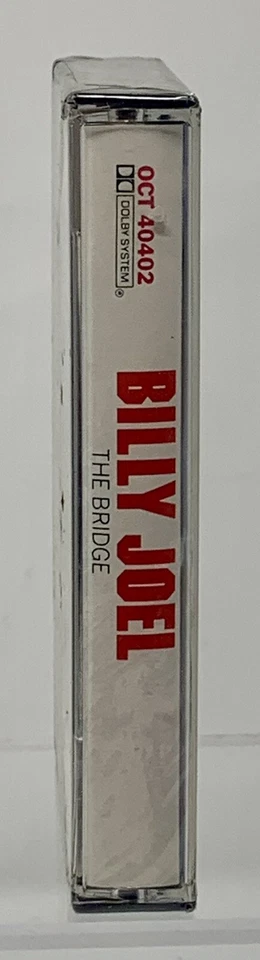 OCT 40402
DOLBY SYSTEM ®
BILLY JOEL
THE BRIDGE